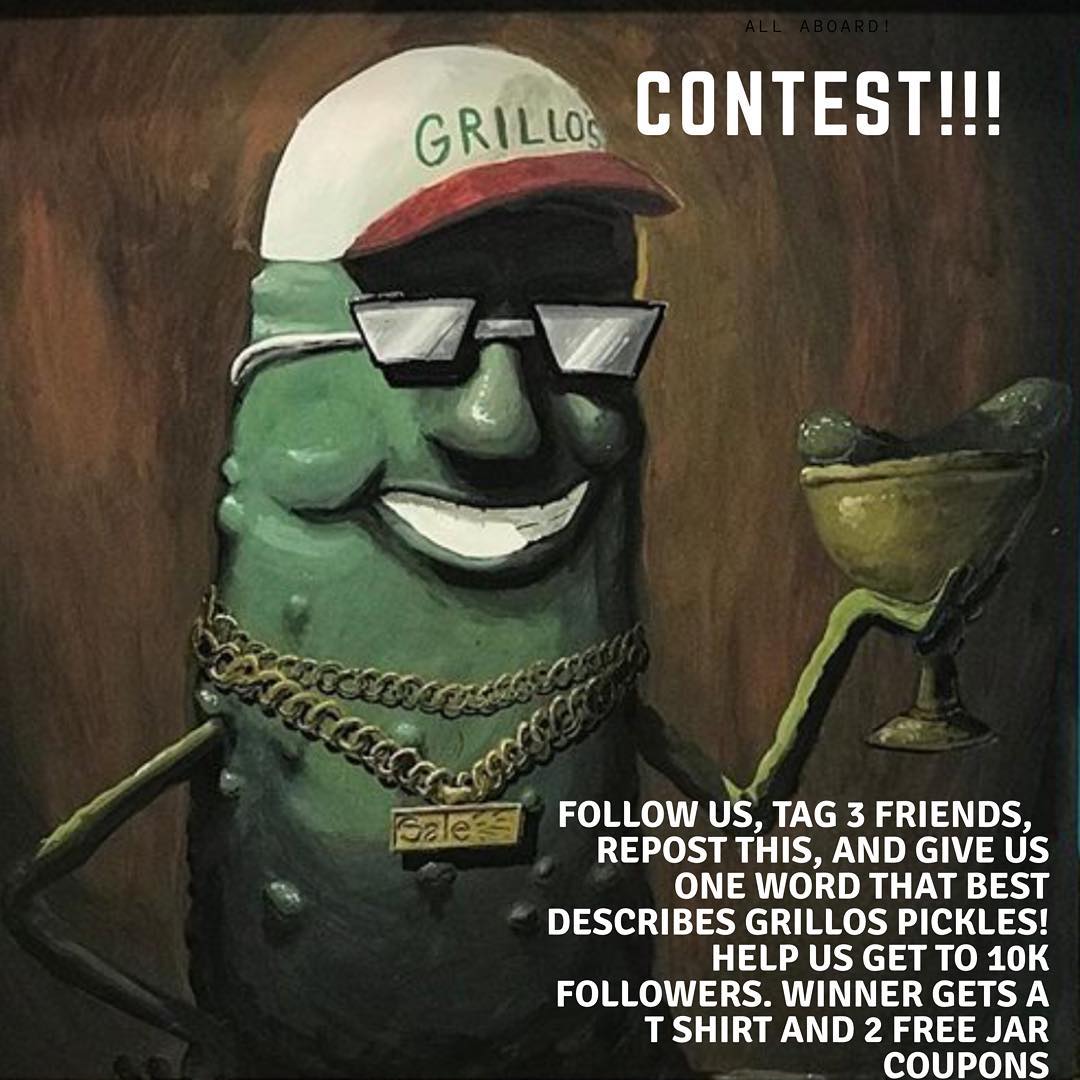 ALL ABOARD!
CONTEST!!!
GRILLO'S
Sale
FOLLOW US, TAG 3 FRIENDS,
REPOST THIS, AND GIVE US
ONE WORD THAT BEST
DESCRIBES GRILLOS PICKLES!
HELP US GET TO 10K
FOLLOWERS. WINNER GETS A
T SHIRT AND 2 FREE JAR
COUPONS